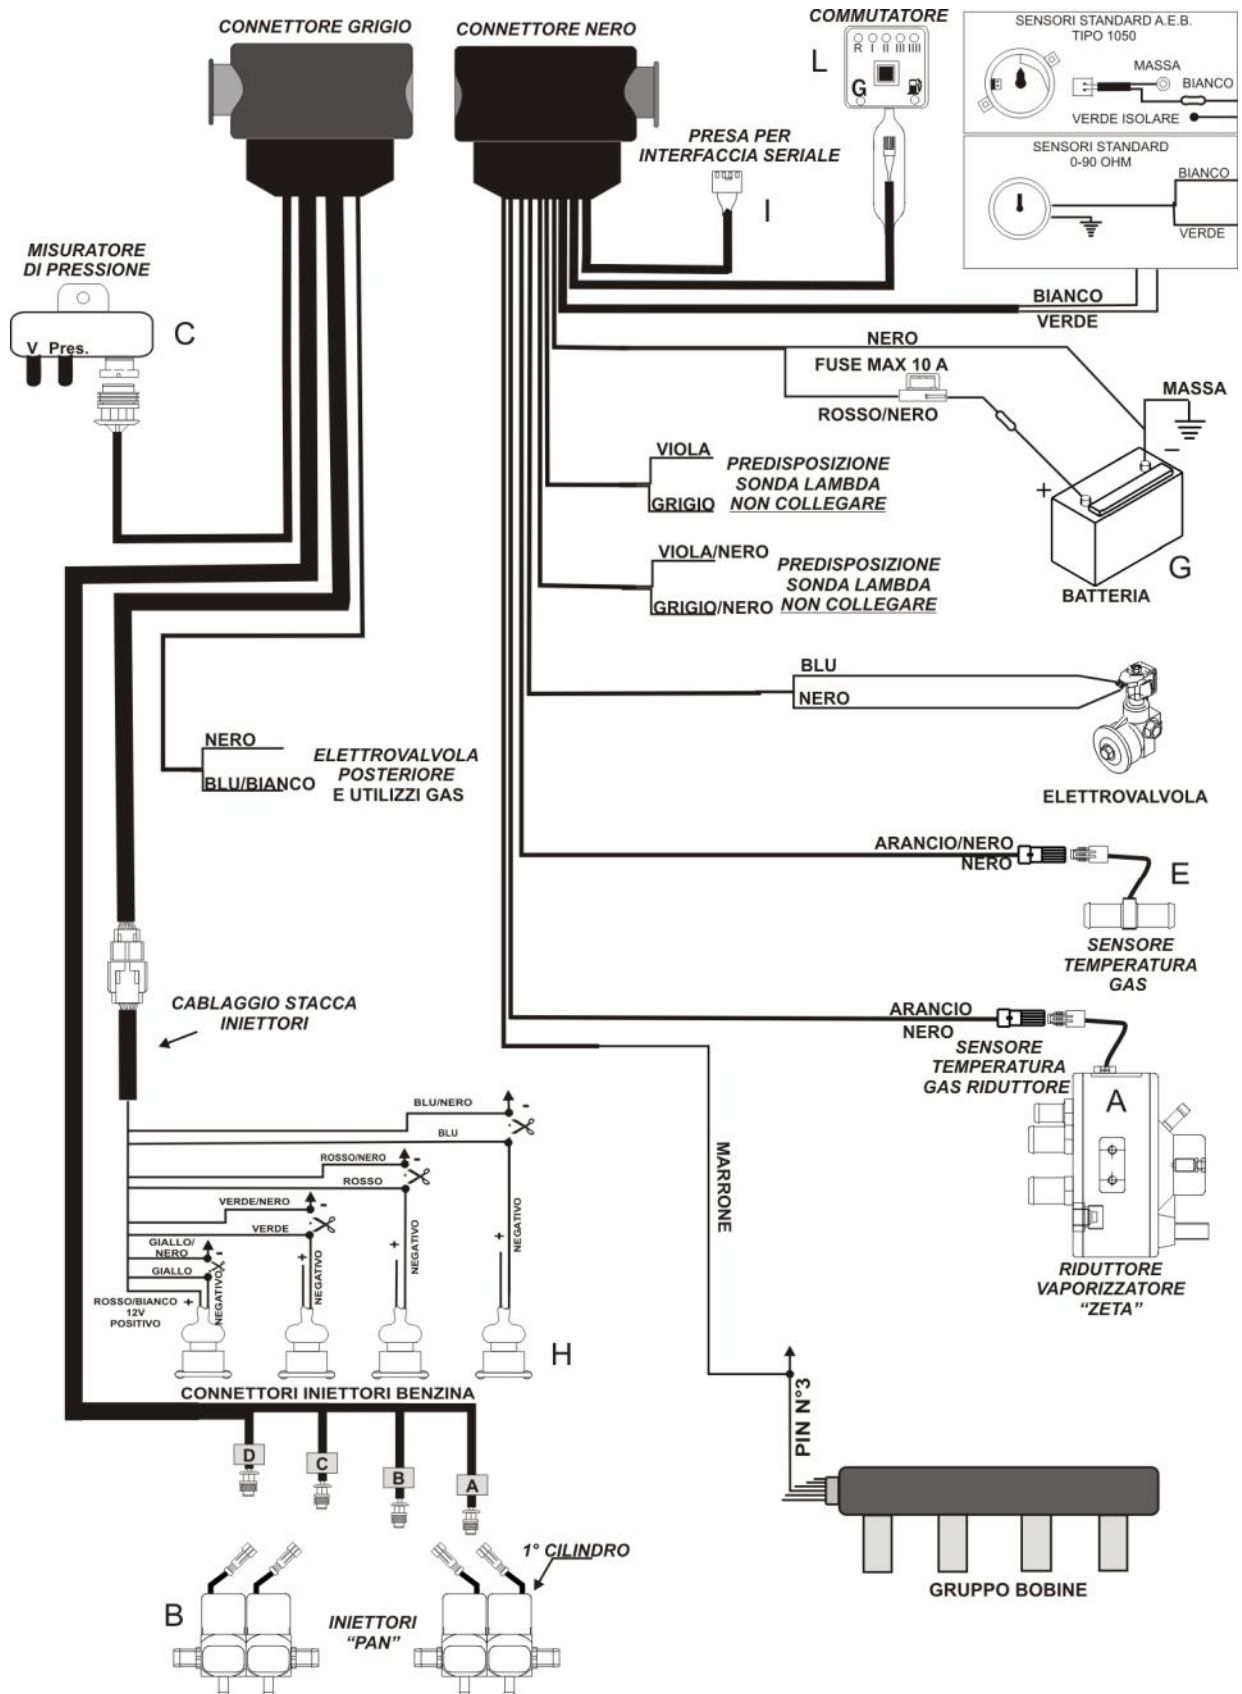 CONNETTORE GRIGIO
CONNETTORE NERO
COMMUTATORE
L
R I II III IIII
G
SENSORI STANDARD A.E.B.
TIPO 1050
MASSA
BIANCO
VERDE ISOLARE
SENSORI STANDARD
0-90 OHM
BIANCO
VERDE
PRESA PER
INTERFACCIA SERIALE
I
MISURATORE
DI PRESSIONE
C
V Pres.
BIANCO
VERDE
NERO
FUSE MAX 10 A
ROSSO/NERO
MASSA
-
+
G
BATTERIA
VIOLA
GRIGIO
PREDISPOSIZIONE
SONDA LAMBDA
NON COLLEGARE
VIOLA/NERO
GRIGIO/NERO
PREDISPOSIZIONE
SONDA LAMBDA
NON COLLEGARE
BLU
NERO
ELETTROVALVOLA
NERO
BLU/BIANCO
ELETTROVALVOLA
POSTERIORE
E UTILIZZI GAS
ARANCIO/NERO
NERO
E
SENSORE
TEMPERATURA
GAS
CABLAGGIO STACCA
INIETTORI
ARANCIO
NERO
SENSORE
TEMPERATURA
GAS RIDUTTORE
A
RIDUTTORE
VAPORIZZATORE
“ZETA”
BLU/NERO
-
BLU
ROSSO/NERO
-
ROSSO
VERDE/NERO
-
VERDE
GIALLO/
NERO
-
GIALLO
ROSSO/BIANCO
12V
POSITIVO
+
NEGATIVO
+
NEGATIVO
+
NEGATIVO
+
NEGATIVO
H
MARRONE
PIN N°3
CONNETTORI INIETTORI BENZINA
D
C
B
A
1° CILINDRO
B
INIETTORI
“PAN”
GRUPPO BOBINE